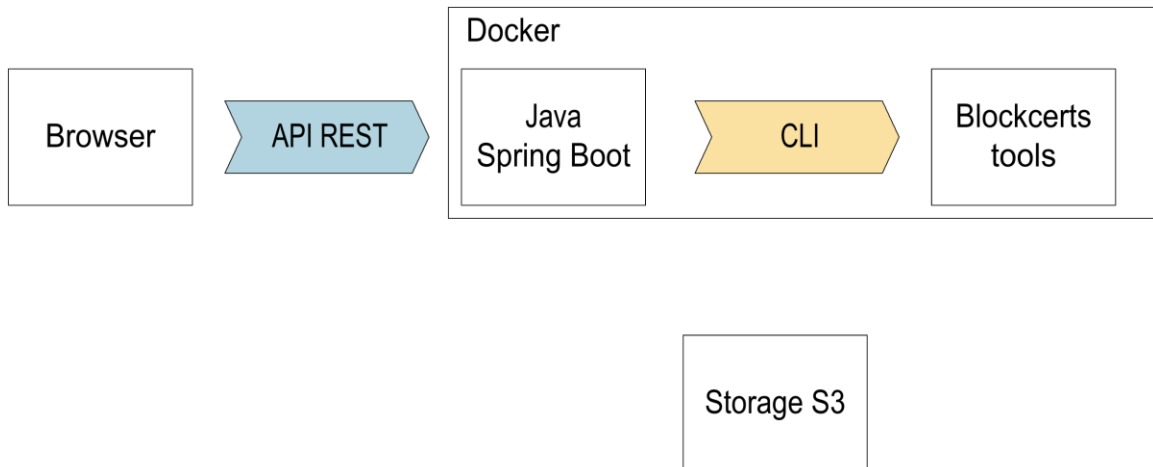 Docker
Browser
API REST
Java
Spring Boot
CLI
Blockcerts
tools
Storage S3